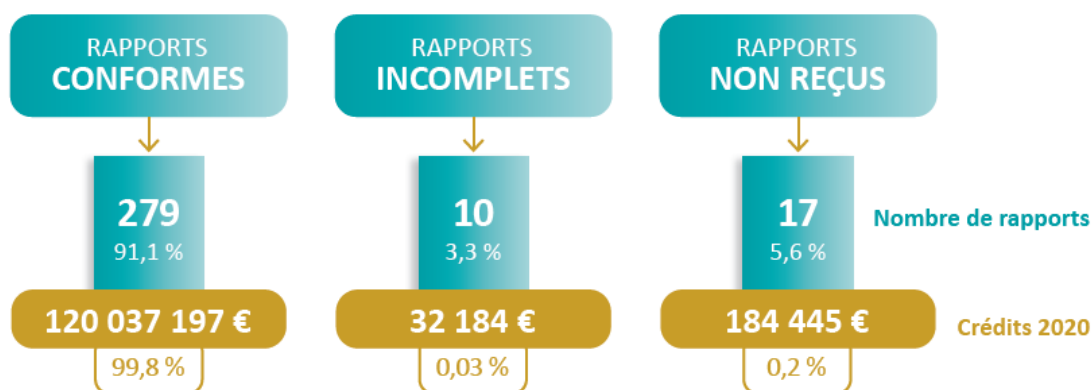 RAPPORTS
CONFORMES
RAPPORTS
INCOMPLETS
RAPPORTS
NON REÇUS
279
91,1 %
10
3,3 %
17
5,6 %
Nombre de rapports
120 037 197 €
32 184 €
184 445 €
Crédits 2020
99,8 %
0,03 %
0,2 %